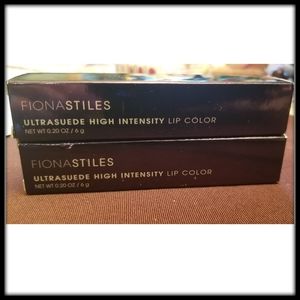 FIONASTILES
ULTRASUEDE HIGH INTENSITY LIP COLOR
NET WT 0.20 OZ / 6 g
FIONASTILES
ULTRASUEDE HIGH INTENSITY LIP COLOR
NET WT 0.20 OZ / 6 g